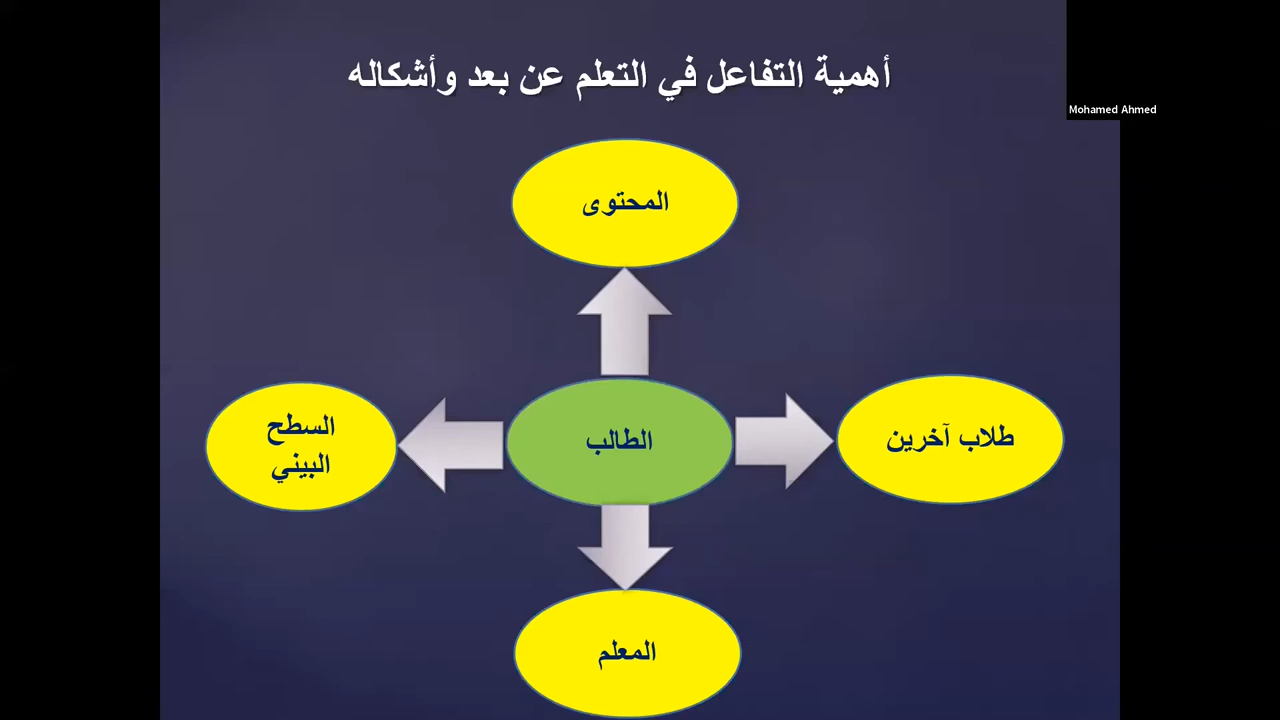 أهمية التفاعل في التعلم عن بعد وأشكاله
Mohamed Ahmed
المحتوى
طلاب آخرين
الطالب
السطح
البيني
المعلم